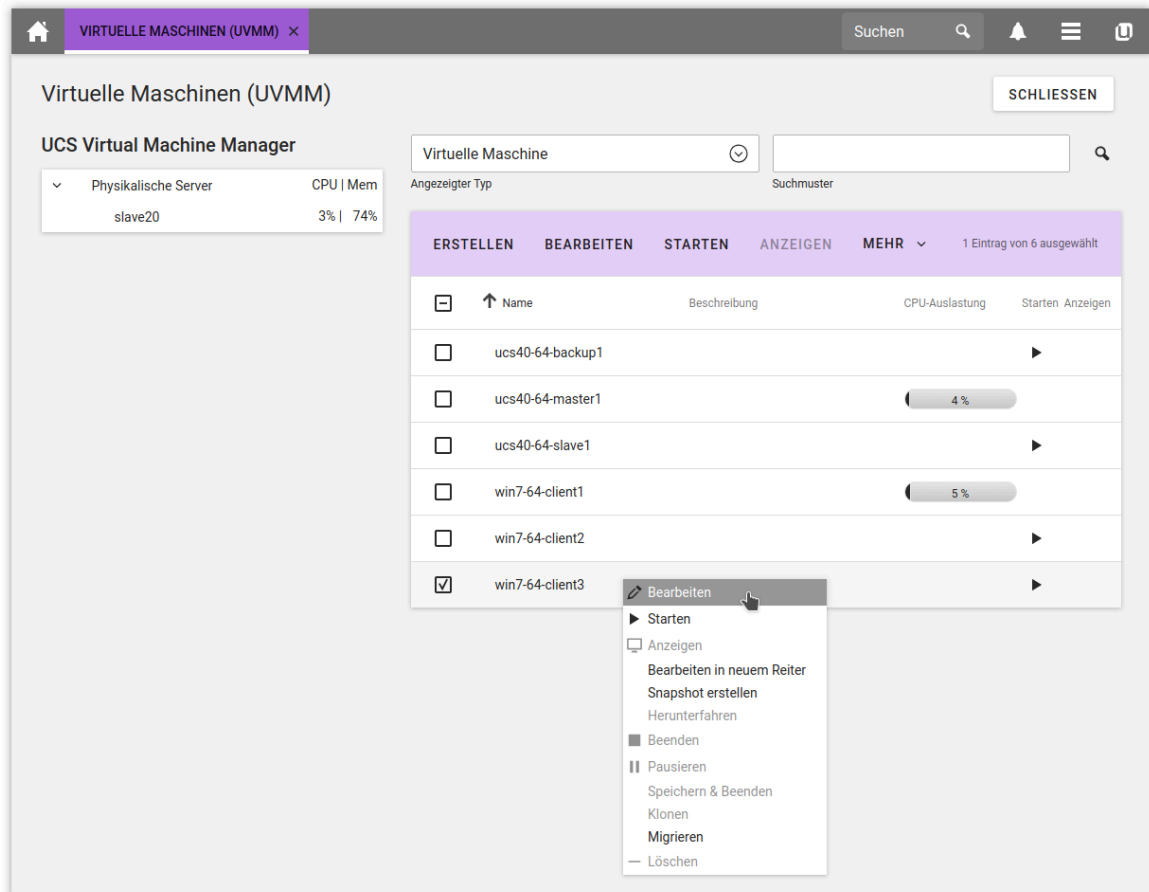 VIRTUELLE MASCHINEN (UVMM) ×
Suchen
Virtuelle Maschinen (UVMM)
SCHLIESSEN
UCS Virtual Machine Manager
Physikalische Server CPU | Mem
slave20 3% | 74%
Virtuelle Maschine
Angezeigter Typ
Suchmuster
ERSTELLEN BEARBEITEN STARTEN ANZEIGEN MEHR 1 Eintrag von 6 ausgewählt
Name Beschreibung CPU-Auslastung Starten Anzeigen
ucs40-64-backup1
ucs40-64-master1 4 %
ucs40-64-slave1
win7-64-client1 5 %
win7-64-client2
win7-64-client3
Bearbeiten
Starten
Anzeigen
Bearbeiten in neuem Reiter
Snapshot erstellen
Herunterfahren
Beenden
Pausieren
Speichern & Beenden
Klonen
Migrieren
Löschen